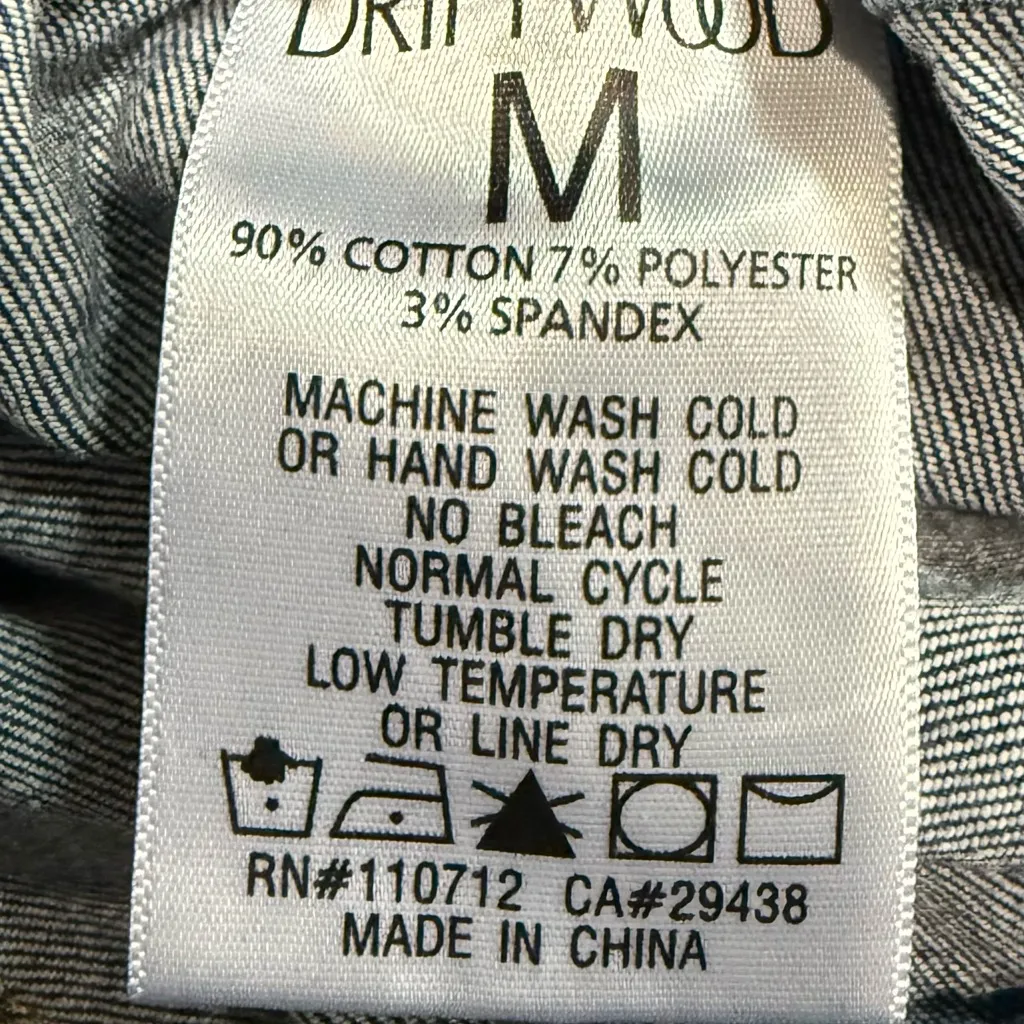 DRIFTWOOD
M
90% COTTON 7% POLYESTER
3% SPANDEX
MACHINE WASH COLD
OR HAND WASH COLD
NO BLEACH
NORMAL CYCLE
TUMBLE DRY
LOW TEMPERATURE
OR LINE DRY
RN#110712 CA#29438
MADE IN CHINA